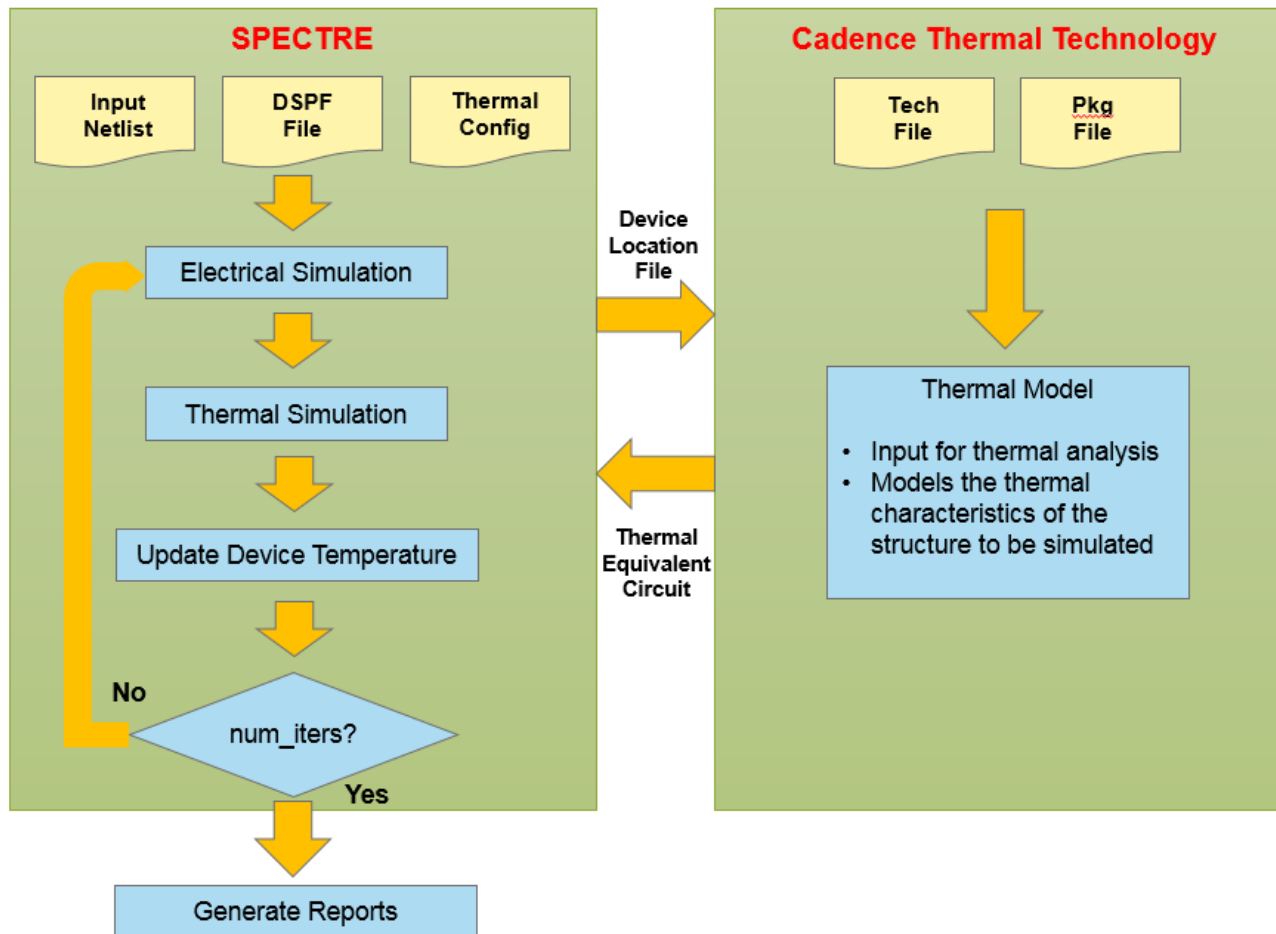 SPECTRE
Input
Netlist
DSPF
File
Thermal
Config
Electrical Simulation
Thermal Simulation
Update Device Temperature
No
num_iters?
Yes
Generate Reports
Device
Location
File
Thermal
Equivalent
Circuit
Cadence Thermal Technology
Tech
File
Pkg
File
Thermal Model
• Input for thermal analysis
• Models the thermal
characteristics of the
structure to be simulated